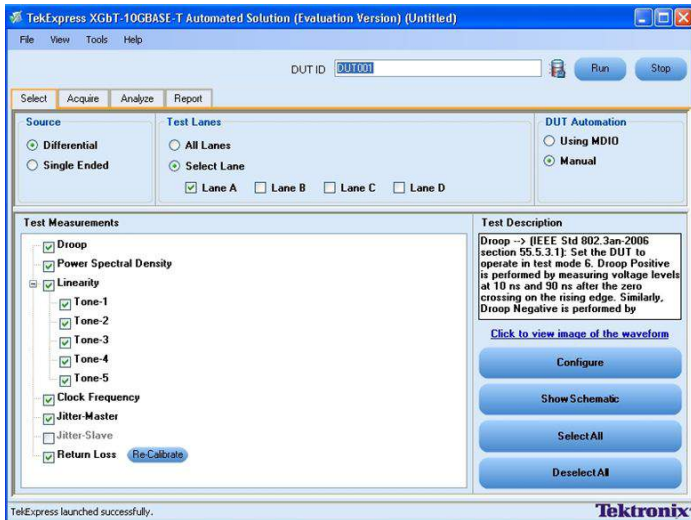 TekExpress XGbT-10GBASE-T Automated Solution (Evaluation Version) (Untitled)
File View Tools Help
DUT ID DUT001 Run Stop
Select Acquire Analyze Report
Source
Differential
Single Ended
Test Lanes
All Lanes
Select Lane
Lane A Lane B Lane C Lane D
DUT Automation
Using MDIO
Manual
Test Measurements
Droop
Power Spectral Density
Linearity
Tone-1
Tone-2
Tone-3
Tone-4
Tone-5
Clock Frequency
Jitter-Master
Jitter-Slave
Return Loss Re-Calibrate
Test Description
Droop --> (IEEE Std 802.3an-2006
section 55.5.3.1): Set the DUT to
operate in test mode 6. Droop Positive
is performed by measuring voltage levels
at 10 ns and 90 ns after the zero
crossing on the rising edge. Similarly,
Droop Negative is performed by
Click to view image of the waveform
Configure
Show Schematic
Select All
Deselect All
TekExpress launched successfully.
Tektronix